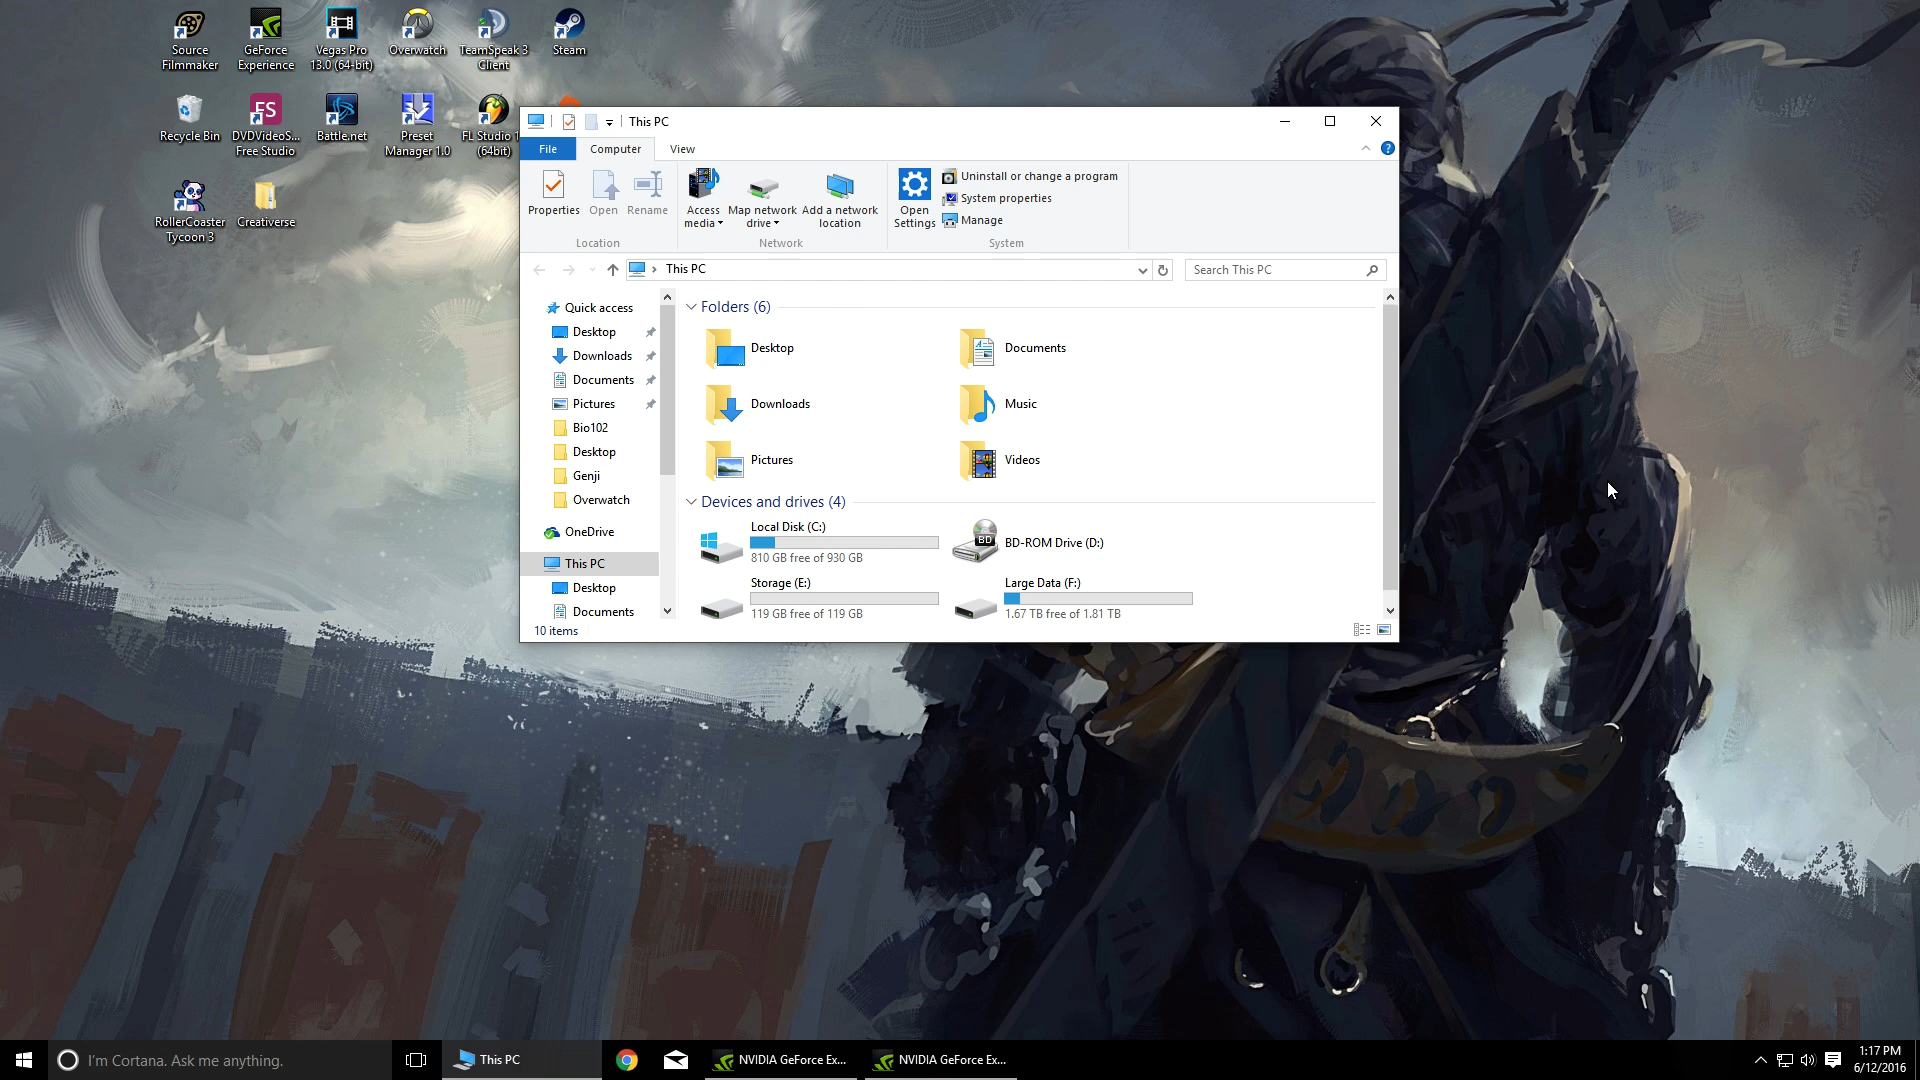 Source
Filmmaker
GeForce
Experience
Vegas Pro
13.0 (64-bit)
Overwatch
TeamSpeak 3
Client
Steam
Recycle Bin
FS
DVDVideoS...
Free Studio
Battle.net
Preset
Manager 1.0
FL Studio 1
(64bit)
RollerCoaster
Tycoon 3
Creativerse
This PC
File
Computer
View
Properties
Open
Rename
Location
Access
media
Map network
drive
Add a network
location
Network
Open
Settings
Uninstall or change a program
System properties
Manage
System
This PC
Search This PC
Quick access
Desktop
Downloads
Documents
Pictures
Bio102
Desktop
Genji
Overwatch
OneDrive
This PC
Desktop
Documents
Folders (6)
Desktop
Documents
Downloads
Music
Pictures
Videos
Devices and drives (4)
Local Disk (C:)
810 GB free of 930 GB
BD
BD-ROM Drive (D:)
Storage (E:)
119 GB free of 119 GB
Large Data (F:)
1.67 TB free of 1.81 TB
10 items
I'm Cortana. Ask me anything.
This PC
NVIDIA GeForce Ex...
NVIDIA GeForce Ex...
1:17 PM
6/12/2016